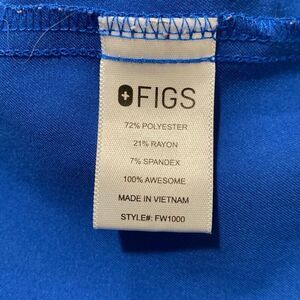 FIGS
72% POLYESTER
21% RAYON
7% SPANDEX
100% AWESOME
MADE IN VIETNAM
STYLE#: FW1000